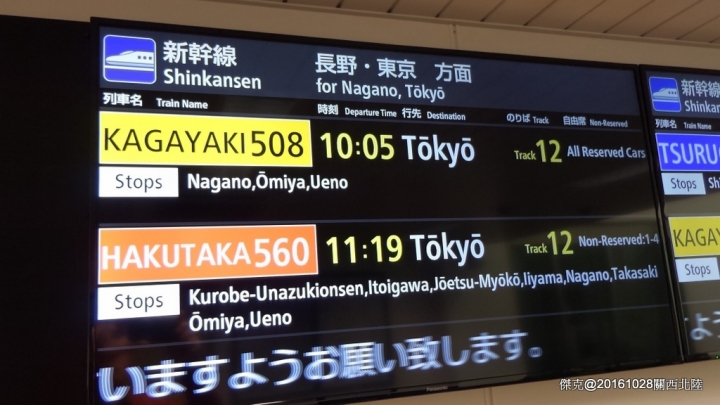 新幹線 長野・東京 方面
Shinkansen for Nagano, Tōkyō
列車名 Train Name 時刻 Departure Time 行先 Destination のりば Track 自由席 Non-Reserved
KAGAYAKI 508 10:05 Tōkyō Track 12 All Reserved Cars
Stops Nagano,Ōmiya,Ueno
HAKUTAKA 560 11:19 Tōkyō Track 12 Non-Reserved:1-4
Stops Kurobe-Unazukionsen,Itoigawa,Jōetsu-Myōkō,Iiyama,Nagano,Takasaki
Ōmiya,Ueno
いますようお願い致します。
新幹線
Shinkan
列車名 Train Name
TSURU
Stops
KAGAY
Stops
Panasonic
傑克@20161028關西北陸